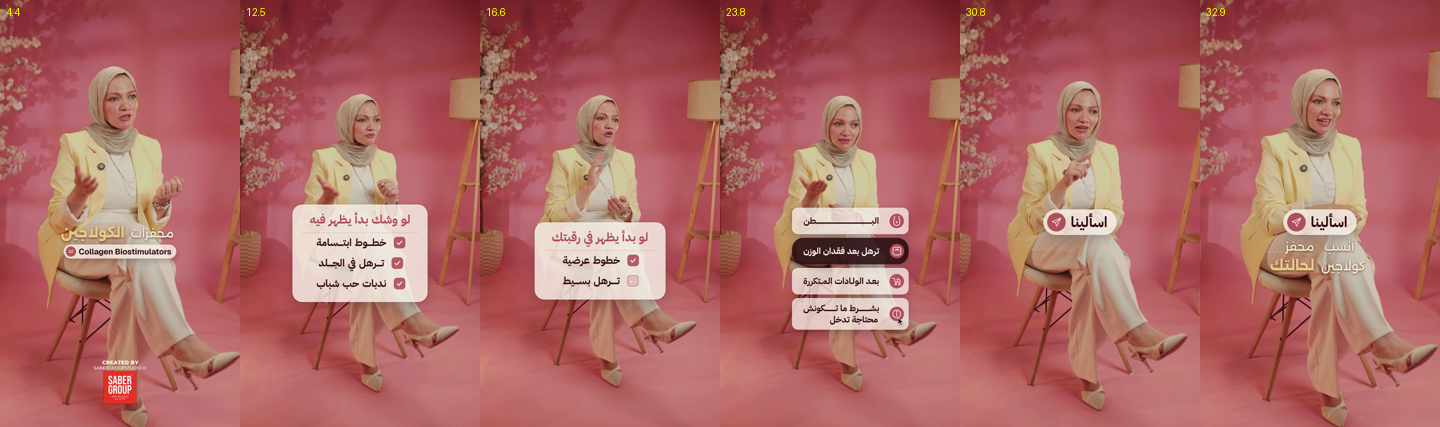 4.4
محفزات الكولاجين
Collagen Biostimulators
CREATED BY
SABERGROUPSTUDIO
SABER
GROUP
12.5
لو وشك بدأ يظهر فيه
خطوط ابتسامة
ترهل في الجلد
ندبات حب شباب
16.6
لو بدأ يظهر في رقبتك
خطوط عرضية
ترهل بسيط
23.8
البطن
ترهل بعد فقدان الوزن
بعد الولادات المتكررة
بشرط ما تكونش
محتاجة تدخل
30.8
اسألينا
32.9
اسألينا
أنسب محفز
كولاجين لحالتك